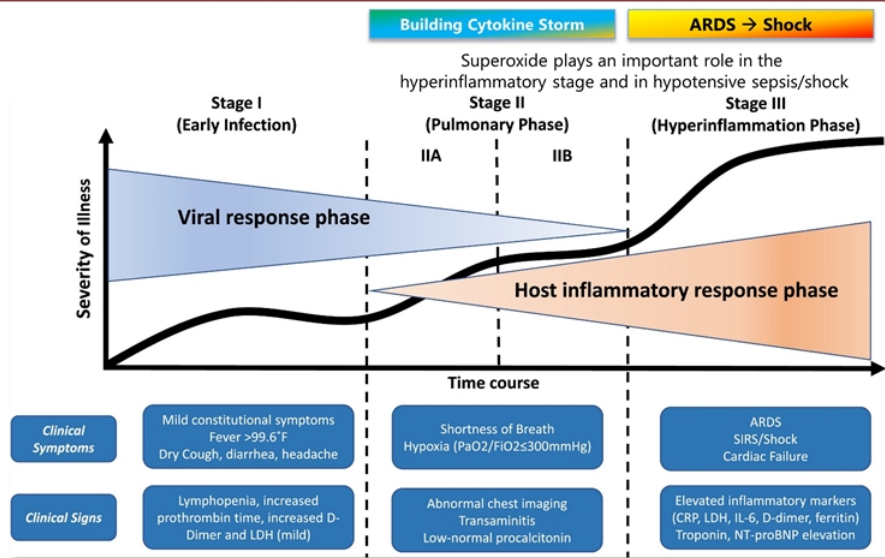 Building Cytokine Storm
ARDS → Shock
Superoxide plays an important role in the
hyperinflammatory stage and in hypotensive sepsis/shock
Stage I
(Early Infection)
Stage II
(Pulmonary Phase)
Stage III
(Hyperinflammation Phase)
IIA
IIB
Severity of Illness
Viral response phase
Host inflammatory response phase
Time course
Clinical
Symptoms
Mild constitutional symptoms
Fever >99.6°F
Dry Cough, diarrhea, headache
Shortness of Breath
Hypoxia (PaO2/FiO2≤300mmHg)
ARDS
SIRS/Shock
Cardiac Failure
Clinical Signs
Lymphopenia, increased
prothrombin time, increased D-
Dimer and LDH (mild)
Abnormal chest imaging
Transaminitis
Low-normal procalcitonin
Elevated inflammatory markers
(CRP, LDH, IL-6, D-dimer, ferritin)
Troponin, NT-proBNP elevation